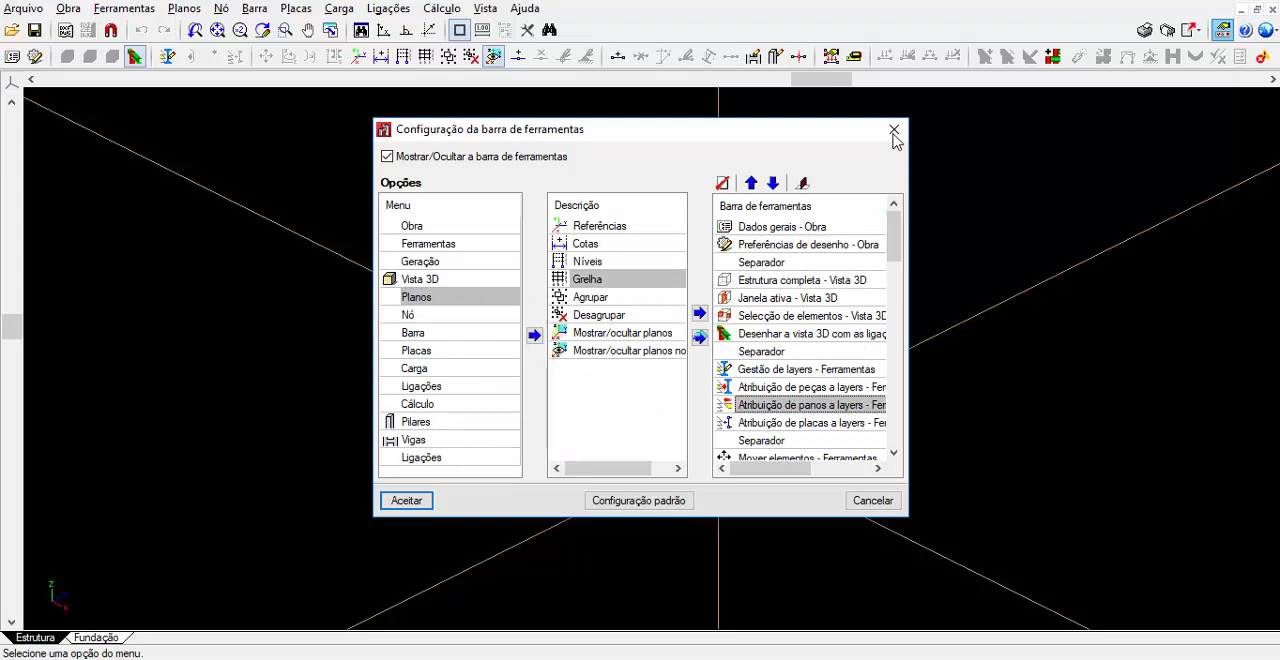 Arquivo Obra Ferramentas Planos Nó Barra Placas Carga Ligações Cálculo Vista Ajuda
Configuração da barra de ferramentas
Mostrar/Ocultar a barra de ferramentas
Opções
Menu
Obra
Ferramentas
Geração
Vista 3D
Planos
Nó
Barra
Placas
Carga
Ligações
Cálculo
Pilares
Vigas
Ligações
Descrição
Referências
Cotas
Níveis
Grelha
Agrupar
Desagrupar
Mostrar/ocultar planos
Mostrar/ocultar planos no
Barra de ferramentas
Dados gerais - Obra
Preferências de desenho - Obra
Separador
Estrutura completa - Vista 3D
Janela ativa - Vista 3D
Selecção de elementos - Vista 3D
Desenhar a vista 3D com as ligaç
Separador
Gestão de layers - Ferramentas
Atribuição de peças a layers - Fer
Atribuição de panos a layers - Fer
Atribuição de placas a layers - Fer
Separador
Mover elementos - Ferramentas
Aceitar Configuração padrão Cancelar
Z
X
Estrutura Fundação
Selecione uma opção do menu.